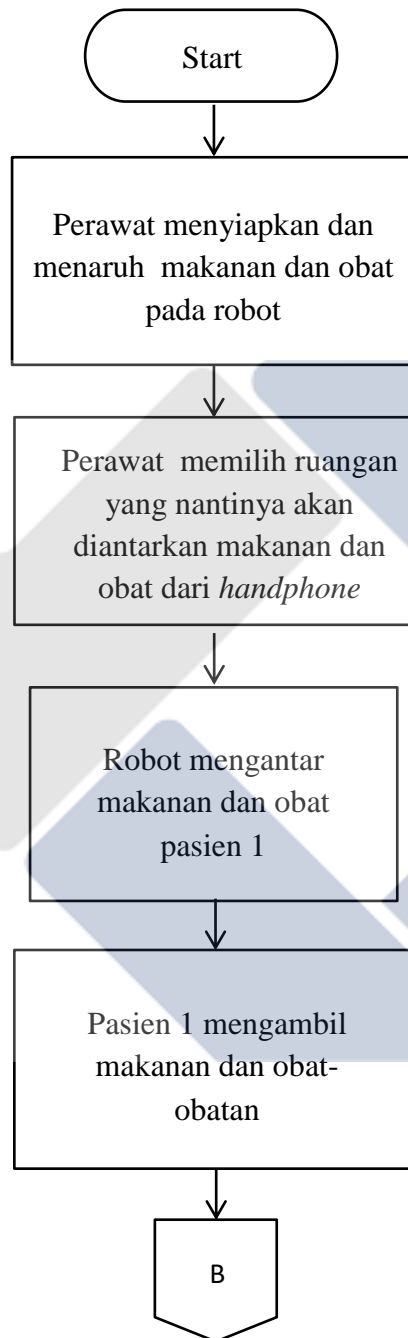 Start
Perawat menyiapkan dan
menaruh makanan dan obat
pada robot
Perawat memilih ruangan
yang nantinya akan
diantarkan makanan dan
obat dari handphone
Robot mengantar
makanan dan obat
pasien 1
Pasien 1 mengambil
makanan dan obat-
obatan
B